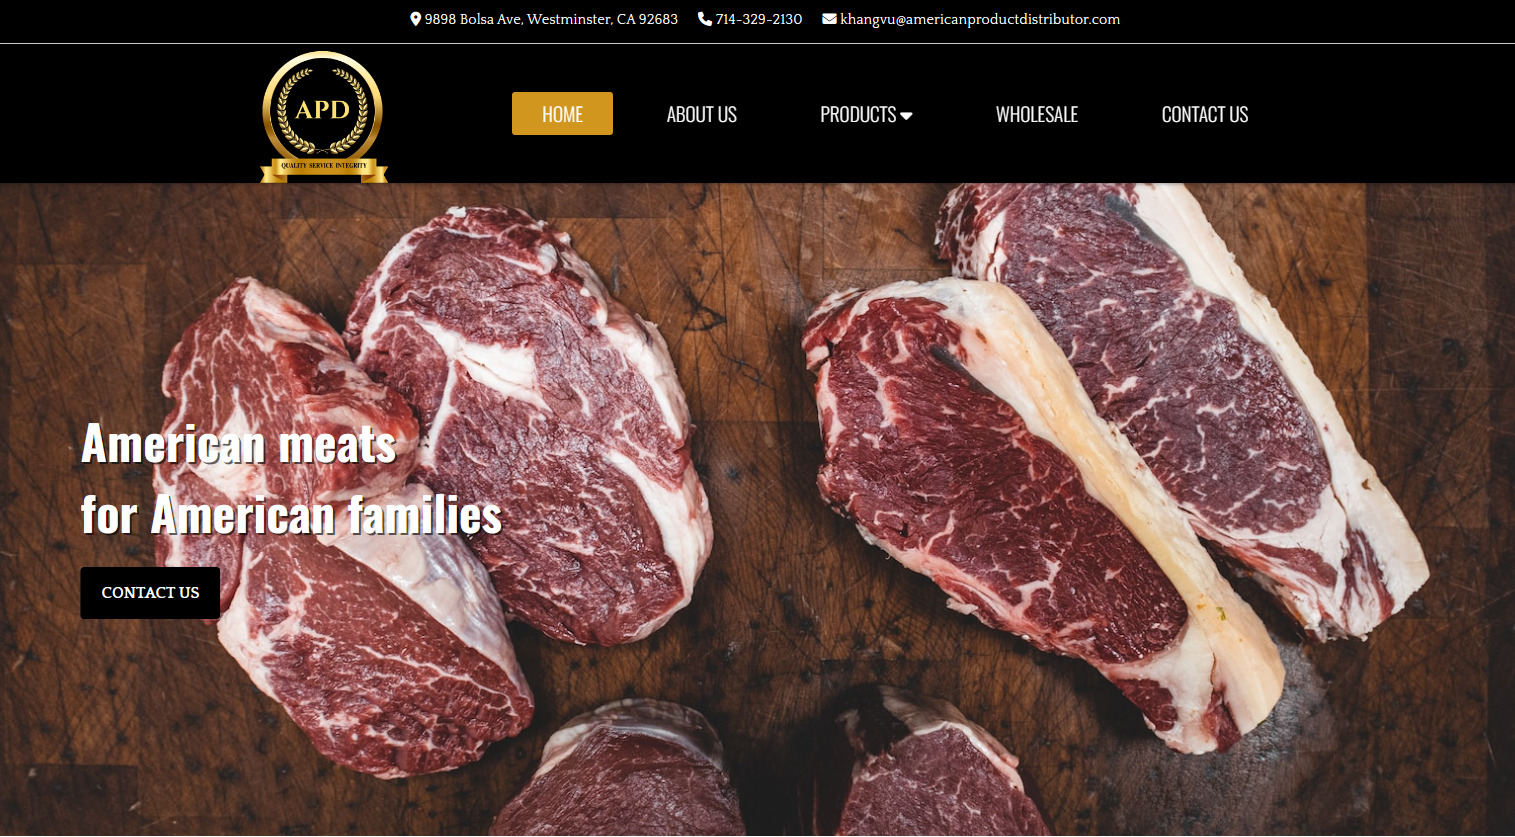 9898 Bolsa Ave, Westminster, CA 92683 714-329-2130 khangvu@americanproductdistributor.com
APD
QUALITY SERVICE INTEGRITY
HOME ABOUT US PRODUCTS WHOLESALE CONTACT US
American meats
for American families
CONTACT US